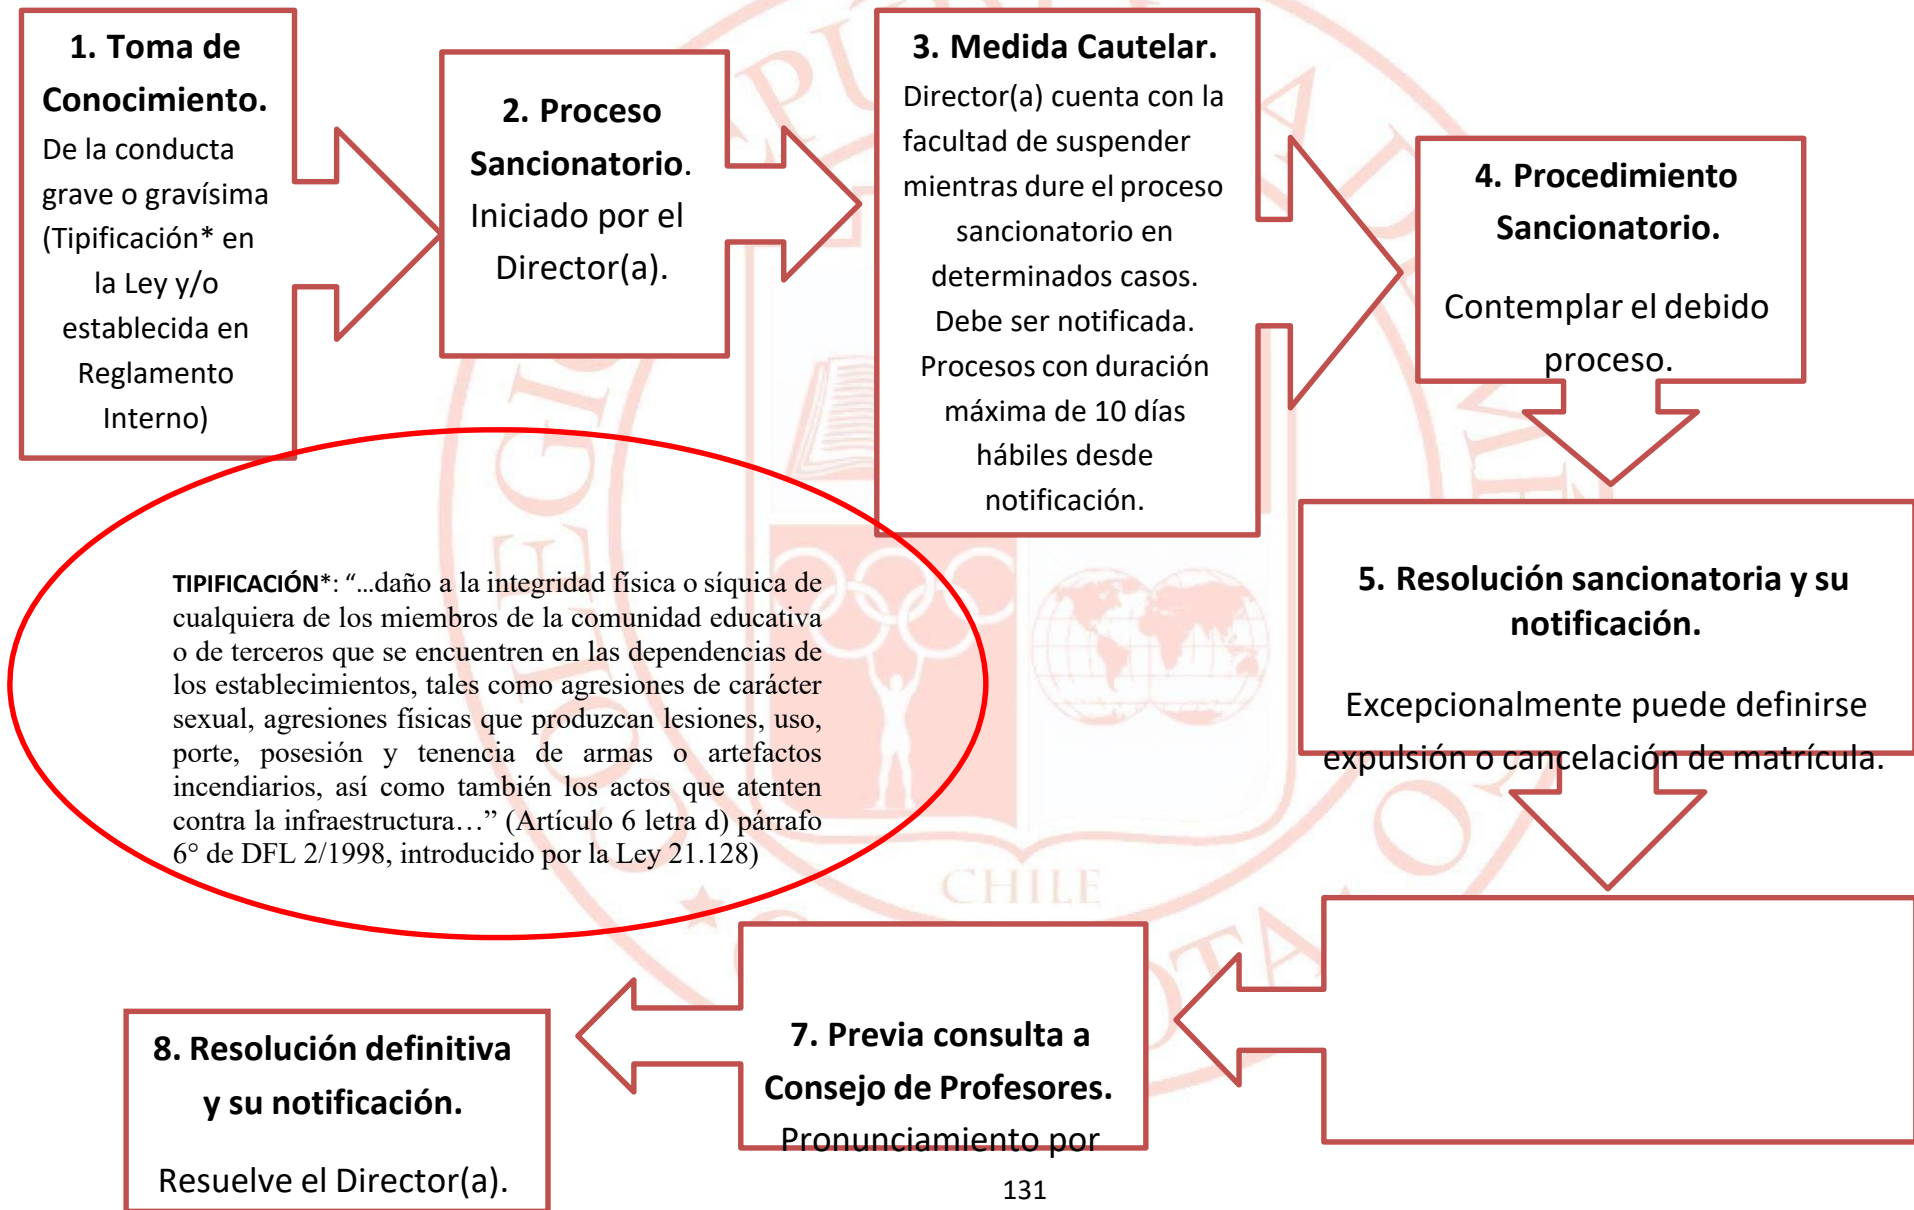 1. Toma de
Conocimiento.
De la conducta
grave o gravísima
(Tipificación* en
la Ley y/o
establecida en
Reglamento
Interno)
2. Proceso
Sancionatorio.
Iniciado por el
Director(a).
3. Medida Cautelar.
Director(a) cuenta con la
facultad de suspender
mientras dure el proceso
sancionatorio en
determinados casos.
Debe ser notificada.
Procesos con duración
máxima de 10 días
hábiles desde
notificación.
4. Procedimiento
Sancionatorio.
Contemplar el debido
proceso.
5. Resolución sancionatoria y su
notificación.
Excepcionalmente puede definirse
expulsión o cancelación de matrícula.
TIPIFICACIÓN*: “...daño a la integridad física o síquica de
cualquiera de los miembros de la comunidad educativa
o de terceros que se encuentren en las dependencias de
los establecimientos, tales como agresiones de carácter
sexual, agresiones físicas que produzcan lesiones, uso,
porte, posesión y tenencia de armas o artefactos
incendiarios, así como también los actos que atenten
contra la infraestructura…” (Artículo 6 letra d) párrafo
6° de DFL 2/1998, introducido por la Ley 21.128)
7. Previa consulta a
Consejo de Profesores.
Pronunciamiento por
8. Resolución definitiva
y su notificación.
Resuelve el Director(a).
CHILE
131